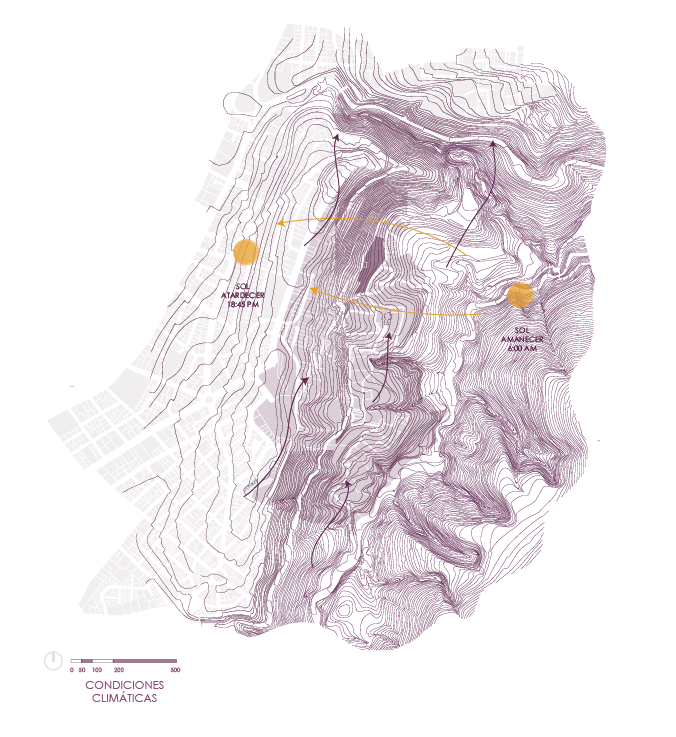 SOL
ATARDECER
18:45 PM
SOL
AMANECER
6:00 AM
0 50 100 200 500
CONDICIONES
CLIMÁTICAS